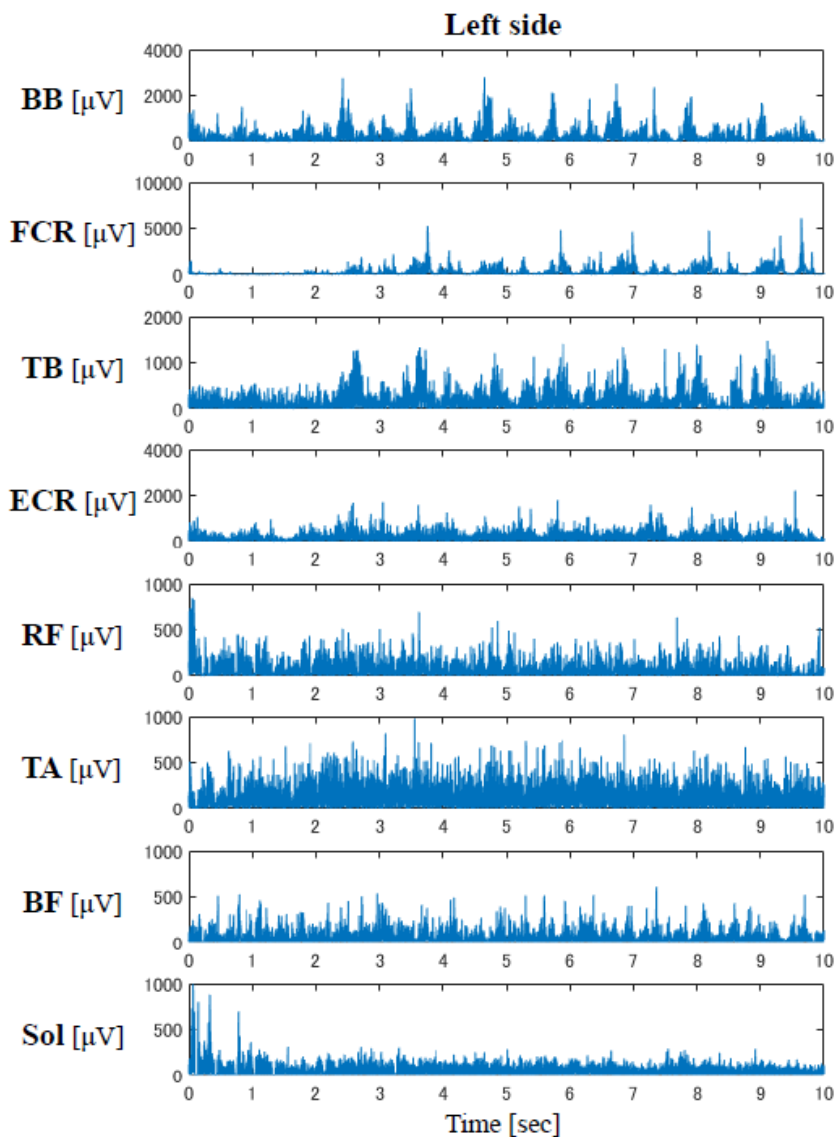 Left side
4000
BB [μV] 2000
0
0 1 2 3 4 5 6 7 8 9 10
10000
FCR [μV] 5000
0
0 1 2 3 4 5 6 7 8 9 10
2000
TB [μV] 1000
0
0 1 2 3 4 5 6 7 8 9 10
4000
ECR [μV] 2000
0
0 1 2 3 4 5 6 7 8 9 10
1000
RF [μV] 500
0
0 1 2 3 4 5 6 7 8 9 10
1000
TA [μV] 500
0
0 1 2 3 4 5 6 7 8 9 10
1000
BF [μV] 500
0
0 1 2 3 4 5 6 7 8 9 10
1000
Sol [μV] 500
0
0 1 2 3 4 5 6 7 8 9 10
Time [sec]